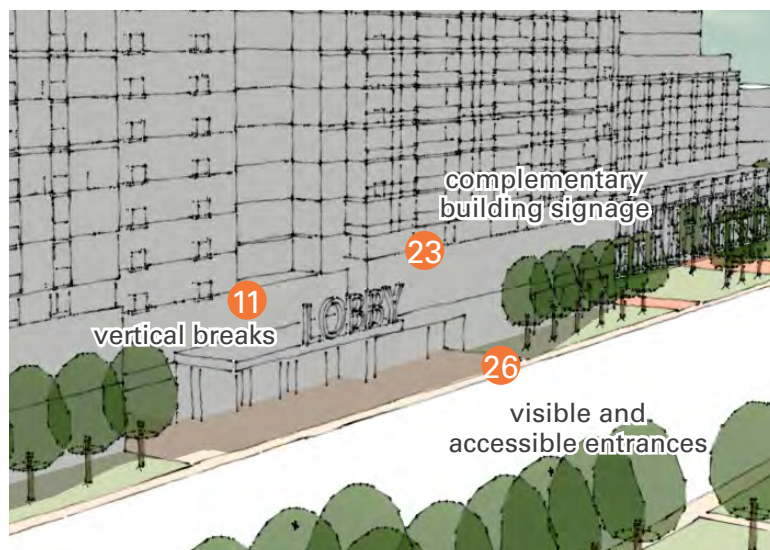 complementary
building signage
23
11
vertical breaks
LOBBY
26
visible and
accessible entrances